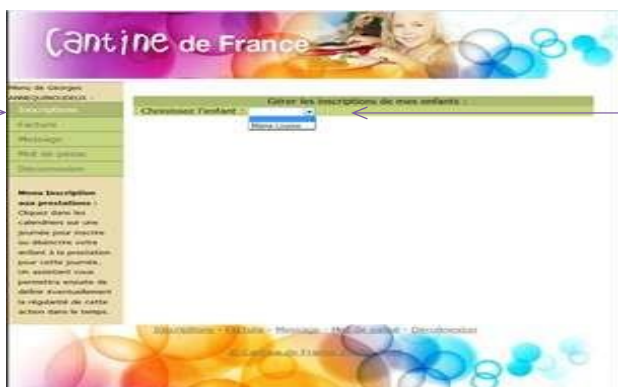 Cantine de France
Menu de Georges
Gérer les inscriptions de mes enfants :
Inscriptions
Choisissez l'enfant :
Facture
Message
Mot de passe
Déconnexion
Menu Inscription
aux prestations :
Cliquez dans les
calendriers sur une
journée pour inscrire
ou désinscrire votre
enfant à la prestation
pour cette journée.
Un assistant vous
permettra ensuite de
définir éventuellement
la régularité de cette
action dans le temps.
Inscriptions - Facture - Message - Mot de passe - Déconnexion
© Cantine de France